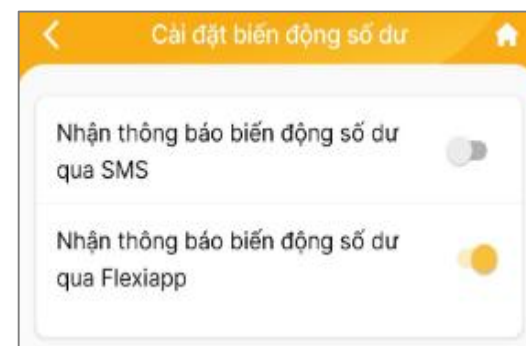 Cài đặt biến động số dư
Nhận thông báo biến động số dư
qua SMS
Nhận thông báo biến động số dư
qua Flexiapp